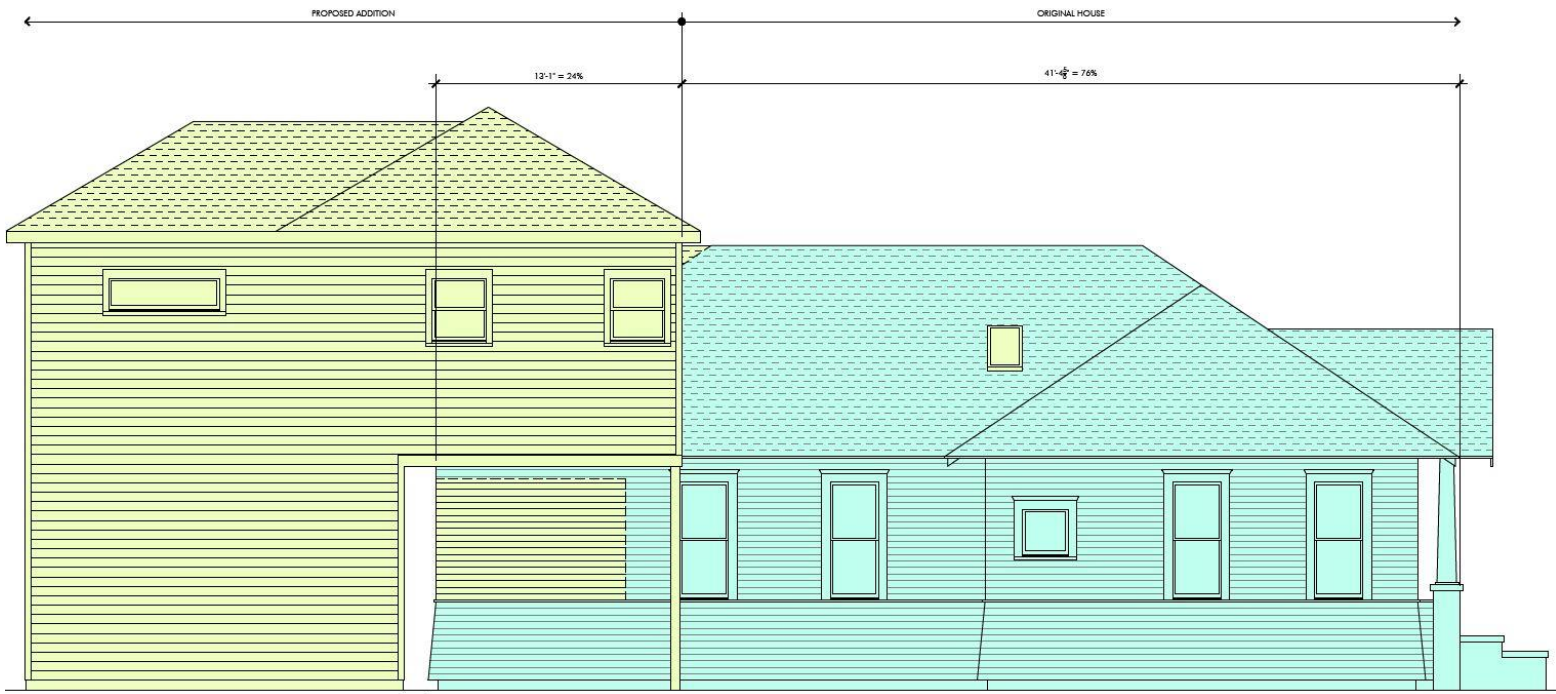 PROPOSED ADDITION
ORIGINAL HOUSE
13'-1" = 24%
41'-4⅝" = 76%